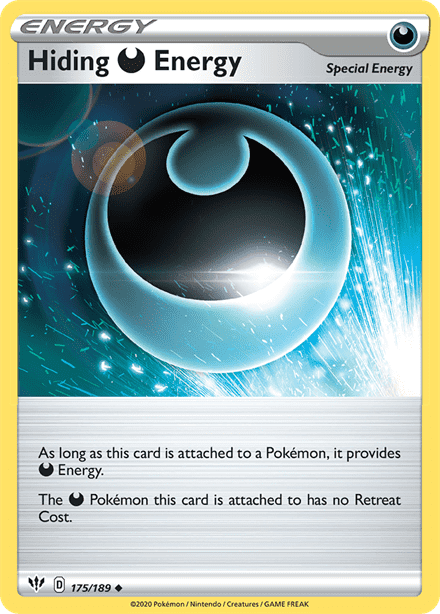 ENERGY
Hiding Energy
Special Energy
As long as this card is attached to a Pokémon, it provides
Energy.
The Pokémon this card is attached to has no Retreat
Cost.
D 175/189
©2020 Pokémon / Nintendo / Creatures / GAME FREAK